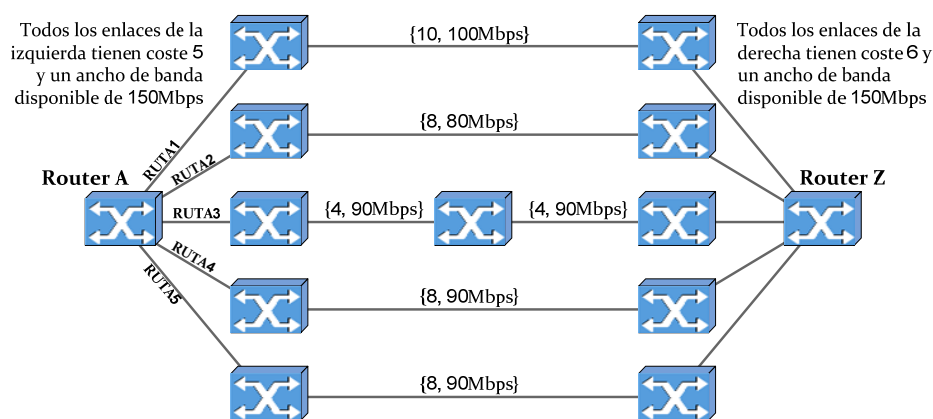 Todos los enlaces de la
izquierda tienen coste 5
y un ancho de banda
disponible de 150Mbps
{10, 100Mbps}
Todos los enlaces de la
derecha tienen coste 6 y
un ancho de banda
disponible de 150Mbps
{8, 80Mbps}
RUTA1
RUTA2
Router A
Router Z
RUTA3
{4, 90Mbps}
{4, 90Mbps}
RUTA4
RUTA5
{8, 90Mbps}
{8, 90Mbps}